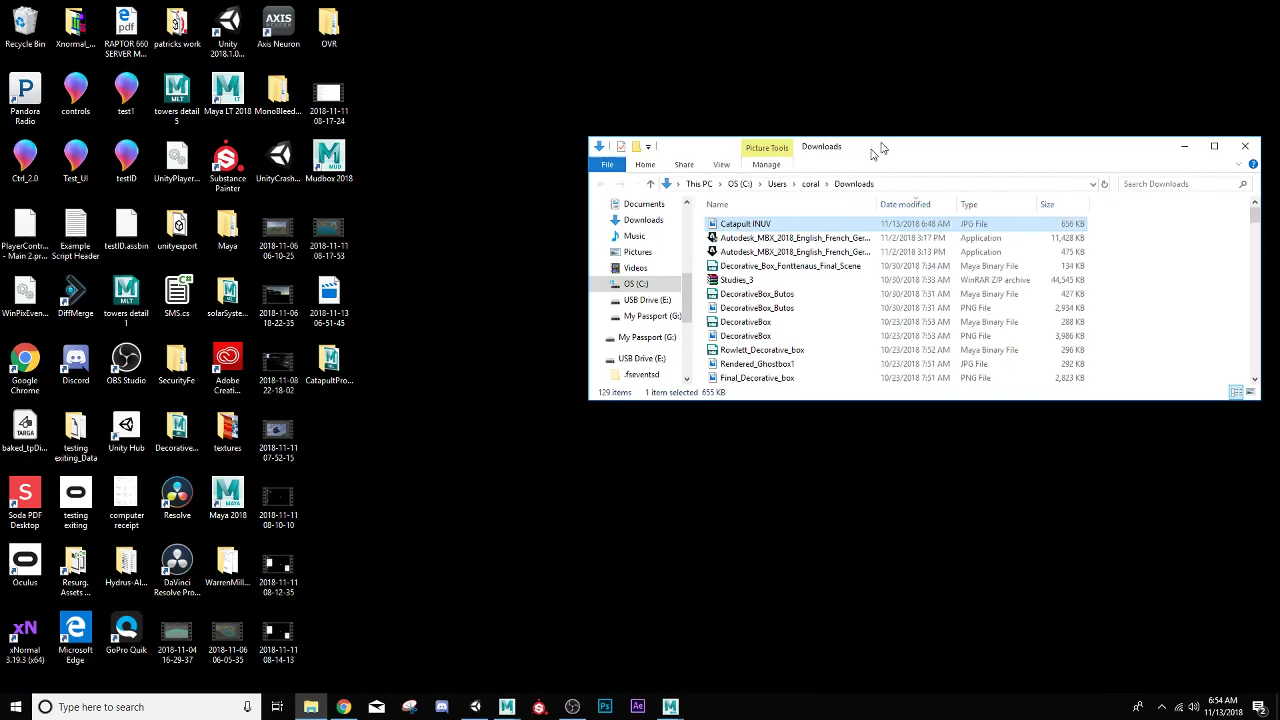 Recycle Bin
Xnormal_...
RAPTOR 660
SERVER M...
patricks work
Unity
2018.1.0...
Axis Neuron
OVR
Pandora
Radio
controls
test1
towers detail
5
Maya LT 2018
MonoBleed...
2018-11-11
08-17-24
Ctrl_2.0
Test_UI
testID
UnityPlayer...
Substance
Painter
UnityCrash...
Mudbox 2018
PlayerContr...
- Main 2.pr...
Example
Script Header
testID.assbin
unityexport
Maya
2018-11-06
06-10-25
2018-11-11
08-17-53
WinPixEven...
DiffMerge
towers detail
1
SMS.cs
solarSystem...
2018-11-06
18-22-35
2018-11-13
06-51-45
Google
Chrome
Discord
OBS Studio
SecurityFe...
Adobe
Creati...
2018-11-08
22-18-02
CatapultPro...
baked_tpDi...
testing
exiting_Data
Unity Hub
Decorative...
textures
2018-11-11
07-52-15
Soda PDF
Desktop
testing
exiting
computer
receipt
Resolve
Maya 2018
2018-11-11
08-10-10
Oculus
Resurg.
Assets ...
Hydrus-Al...
DaVinci
Resolve Pro...
WarrenMill...
2018-11-11
08-12-35
xNormal
3.19.3 (x64)
Microsoft
Edge
GoPro Quik
2018-11-04
16-29-37
2018-11-06
06-05-35
2018-11-11
08-14-13
Picture Tools
Downloads
File
Home
Share
View
Manage
This PC
OS (C:)
Users
coral
Downloads
Search Downloads
Name
Date modified
Type
Size
Documents
Downloads
Music
Pictures
Videos
OS (C:)
USB Drive (E:)
My Passport (G:)
My Passport (G:)
USB Drive (E:)
.fseventsd
Catapult INUV 11/13/2018 6:48 AM JPG File 656 KB
Autodesk_MBX_2018_English_French_Ger... 11/2/2018 3:17 PM Application 11,428 KB
Autodesk_MBX_2018_English_French_Ger... 11/2/2018 3:13 PM Application 475 KB
Decorative_Box_Fonttenaus_Final_Scene 10/30/2018 7:34 AM Maya Binary File 134 KB
Studies_3 10/30/2018 7:33 AM WinRAR ZIP archive 44,545 KB
DecorativeBox_Butos 10/30/2018 7:31 AM Maya Binary File 427 KB
DecorativeBox_Butos 10/30/2018 7:31 AM PNG File 2,934 KB
DecorativeBox 10/23/2018 7:53 AM Maya Binary File 288 KB
DecorativeBox 10/23/2018 7:53 AM PNG File 3,986 KB
Rowlett_Decorative_box 10/23/2018 7:52 AM Maya Binary File 296 KB
Rendered_Ghostbox1 10/23/2018 7:51 AM JPG File 292 KB
Final_Decorative_box 10/23/2018 7:51 AM PNG File 2,823 KB
129 items
1 item selected 655 KB
Type here to search
6:54 AM
11/13/2018